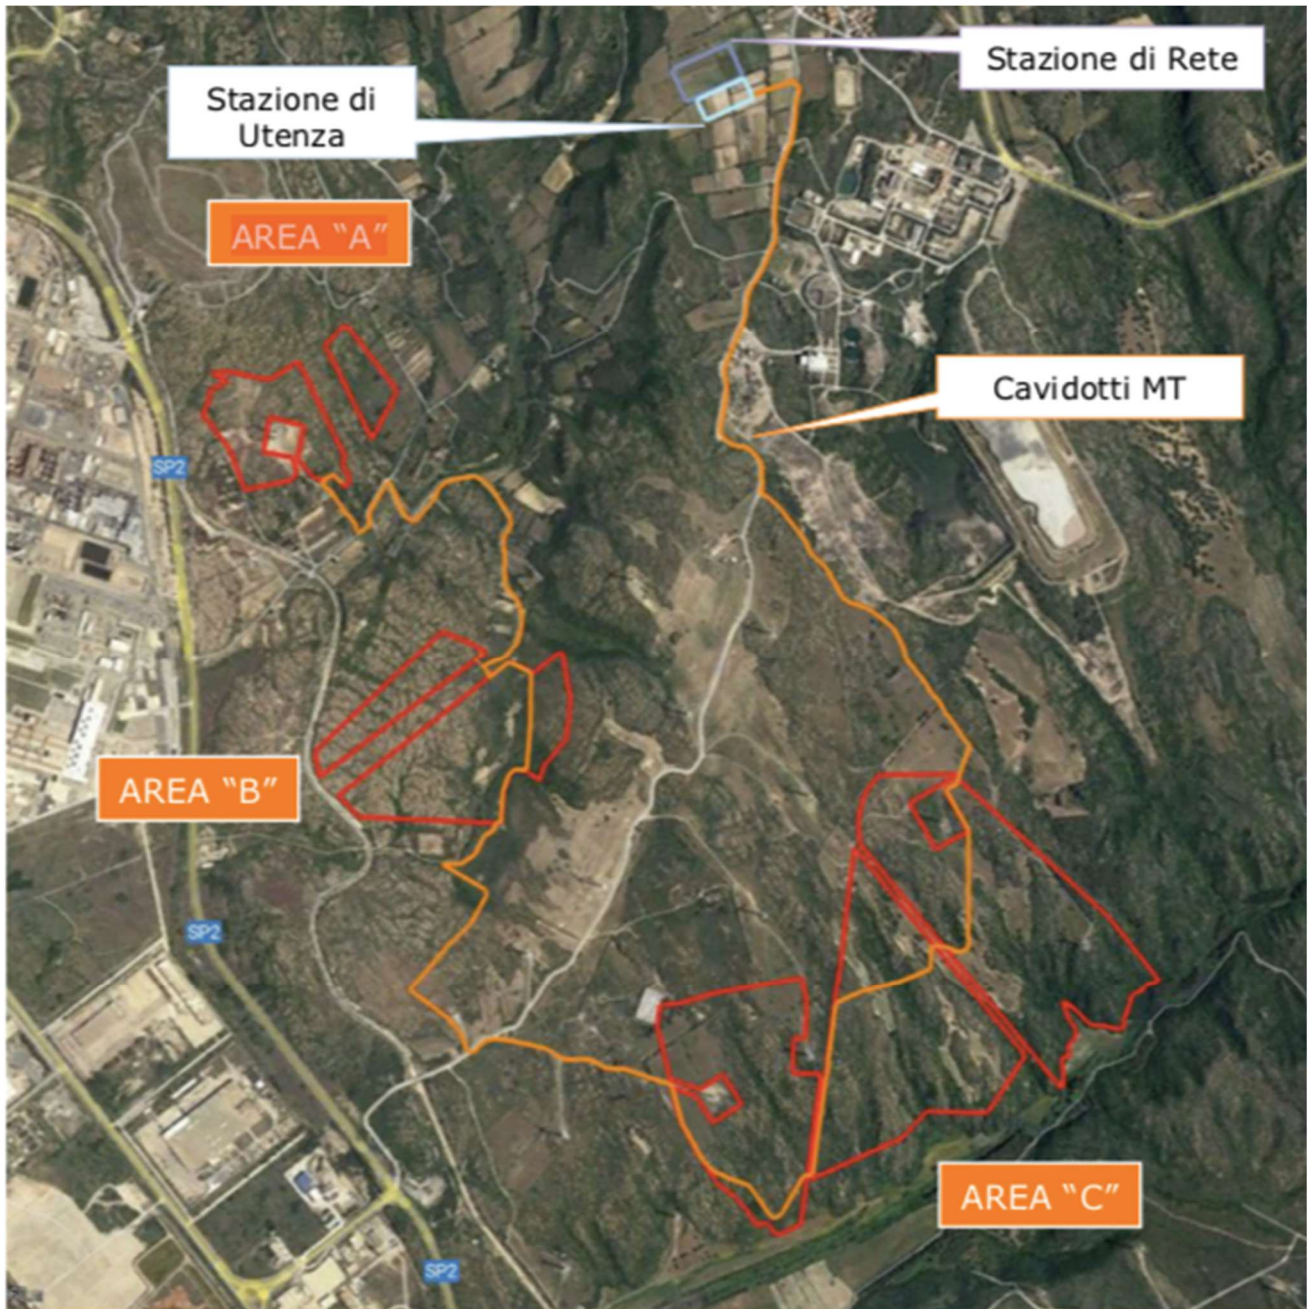 Stazione di Rete
Stazione di
Utenza
AREA “A”
Cavidotti MT
SP2
AREA “B”
SP2
AREA “C”
SP2